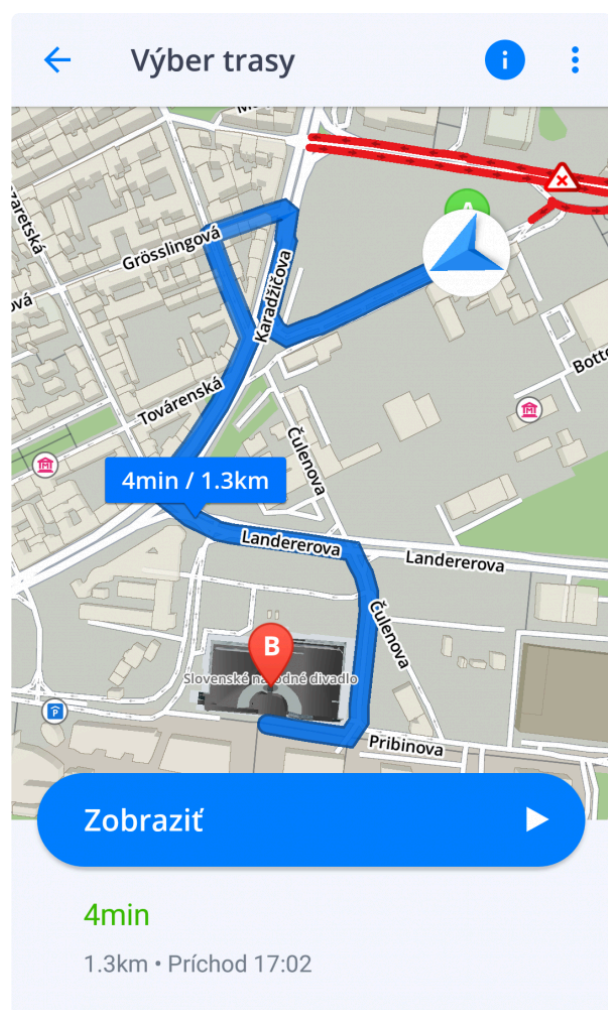 Výber trasy
Grösslingová
Karadžičova
Továrenská
Čulenova
4min / 1.3km
Landererova
Landererova
Čulenova
B
Slovenské národné divadlo
P
Pribinova
Zobraziť
4min
1.3km • Príchod 17:02